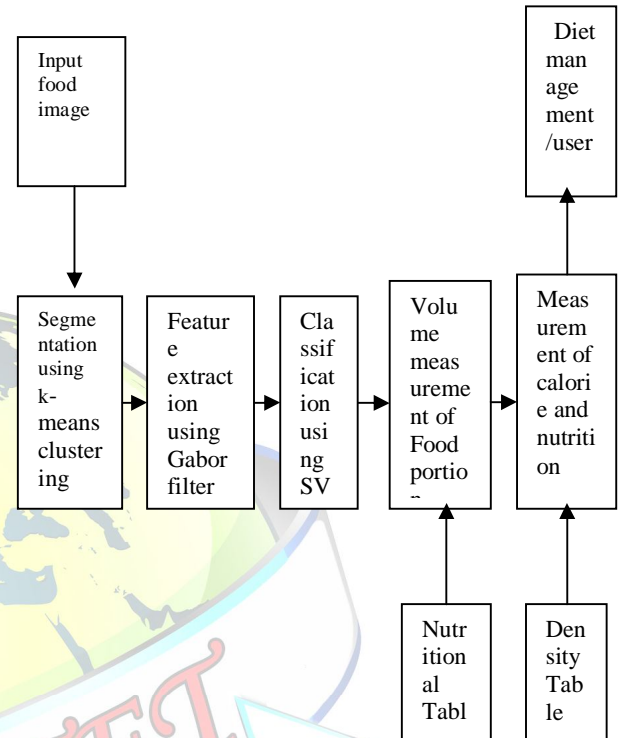 Input
food
image
Diet
man
age
ment
/user
Segme
ntation
using
k-
means
cluster
ing
Featur
e
extract
ion
using
Gabor
filter
Cla
ssif
icat
ion
usi
ng
SV
Volu
me
meas
ureme
nt of
Food
portio
Meas
urem
ent of
calori
e and
nutriti
on
Nutr
ition
al
Tabl
Den
sity
Tab
le